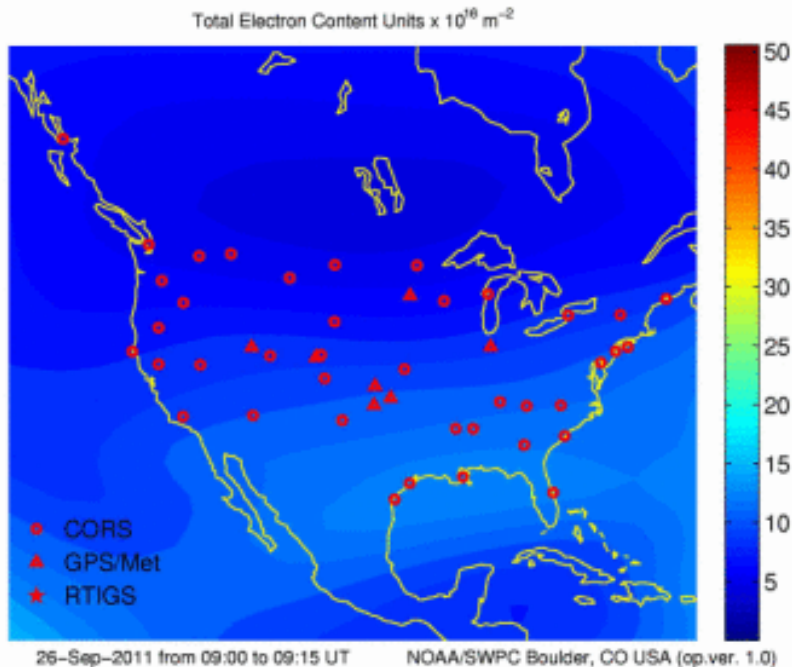 Total Electron Content Units x 10^16 m^−2
50
45
40
35
30
25
20
15
10
5
CORS
GPS/Met
RTIGS
26−Sep−2011 from 09:00 to 09:15 UT NOAA/SWPC Boulder, CO USA (op.ver. 1.0)